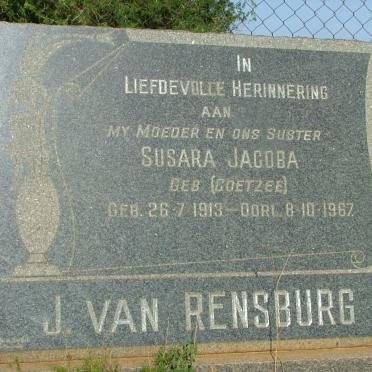 IN
LIEFDEVOLLE HERINNERING
AAN
MY MOEDER EN ONS SUSTER
SUSARA JACOBA
GEB (COETZEE)
GEB. 26·7·1913 — OORL. 8·10·1967
J. VAN RENSBURG